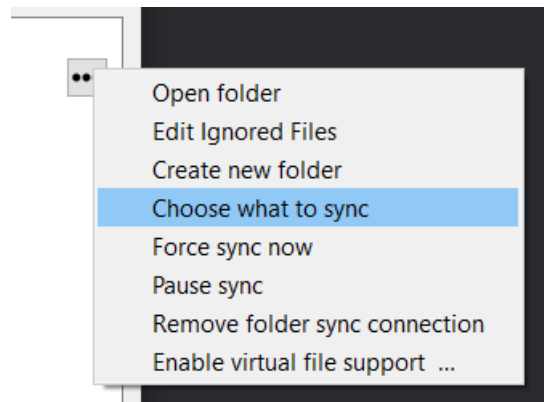 Open folder
Edit Ignored Files
Create new folder
Choose what to sync
Force sync now
Pause sync
Remove folder sync connection
Enable virtual file support ...